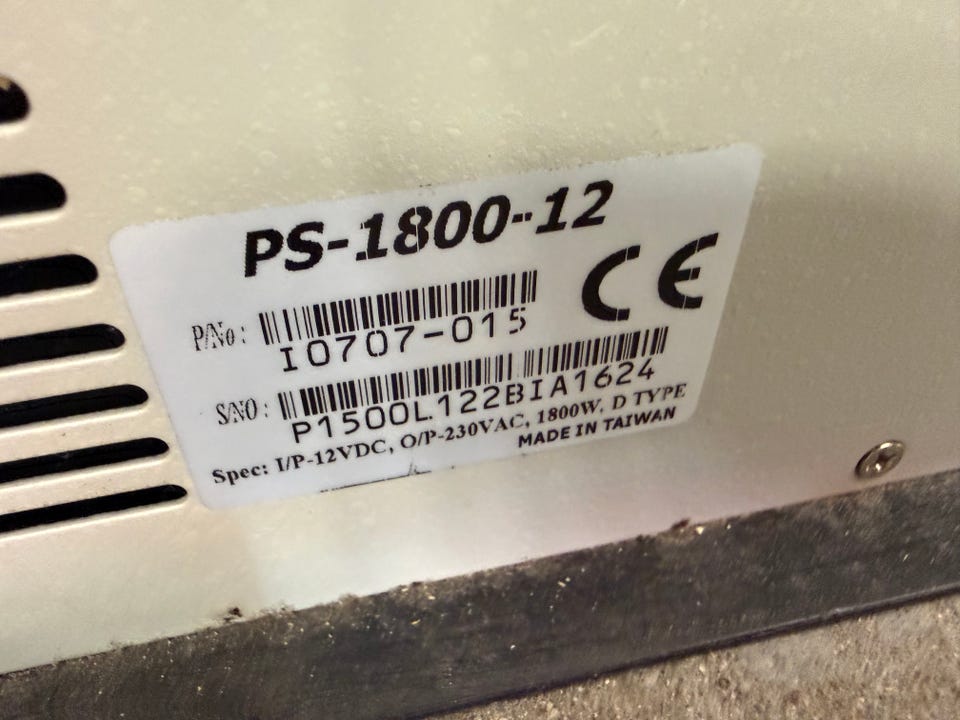 PS-1800-12
CE
P/No:
I0707-015
S/NO:
P1500L122BIA1624
Spec: I/P-12VDC, O/P-230VAC, 1800W. D TYPE
MADE IN TAIWAN